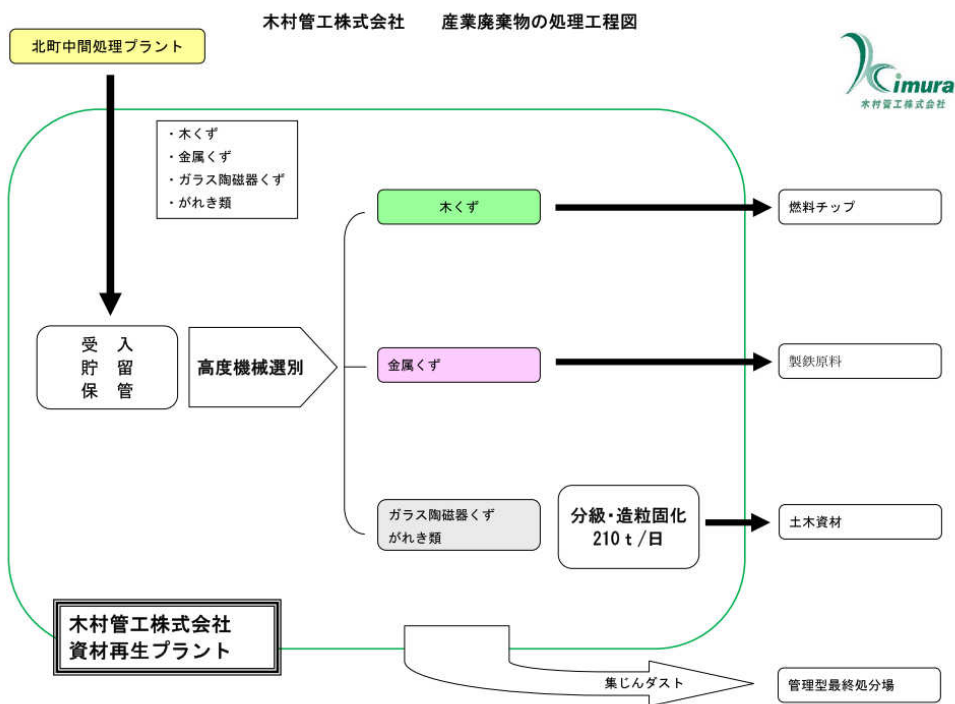 木村管工株式会社　　産業廃棄物の処理工程図
北町中間処理プラント
Kimura
木村管工株式会社
・木くず
・金属くず
・ガラス陶磁器くず
・がれき類
木くず
燃料チップ
受　入
貯　留
保　管
高度機械選別
金属くず
製鉄原料
ガラス陶磁器くず
がれき類
分級・造粒固化
210ｔ/日
土木資材
木村管工株式会社
資材再生プラント
集じんダスト
管理型最終処分場